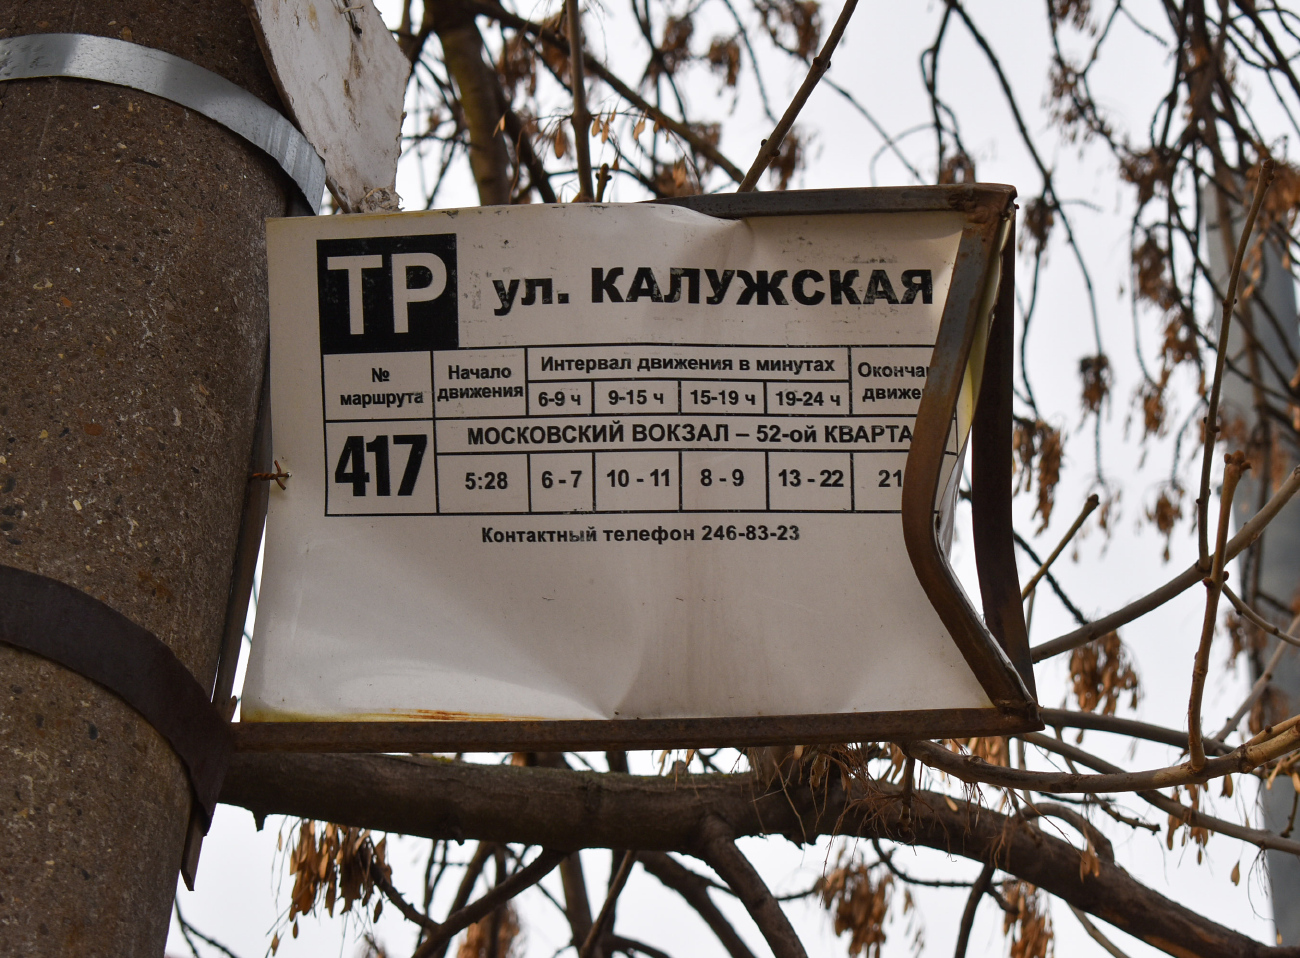 ТР ул. КАЛУЖСКАЯ
№ маршрута Начало движения Интервал движения в минутах
6-9 ч 9-15 ч 15-19 ч 19-24 ч
417 МОСКОВСКИЙ ВОКЗАЛ – 52-ой
5:28 6 - 7 10 - 11 8 - 9 13 - 22
Контактный телефон 246-83-23